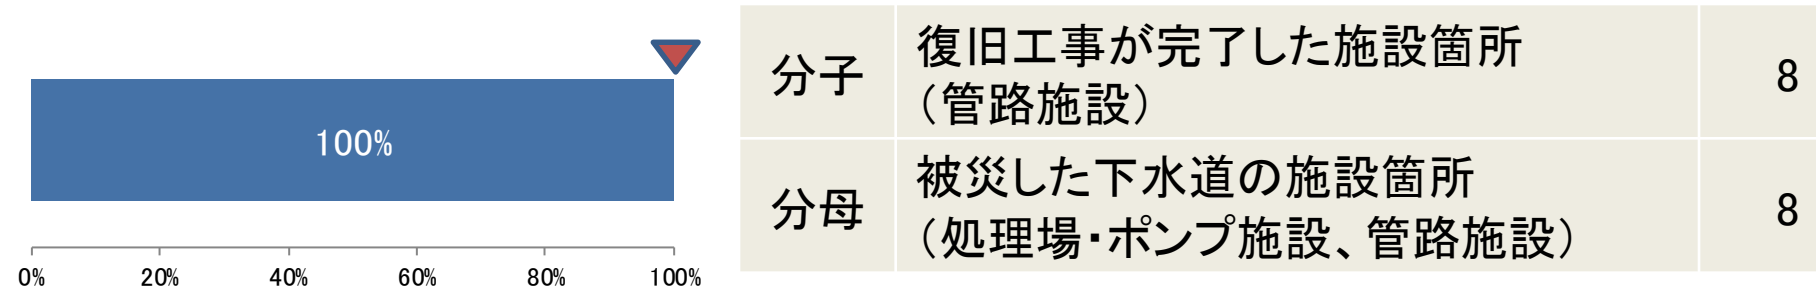 100%
0% 20% 40% 60% 80% 100%
分子
復旧工事が完了した施設箇所
(管路施設)
8
分母
被災した下水道の施設箇所
(処理場・ポンプ施設、管路施設)
8